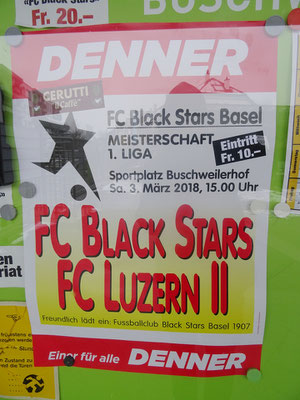 «FC Black Stars»
Fr. 20.–
DENNER
CERUTTI
FC Black Stars Basel
MEISTERSCHAFT
1. LIGA
Eintritt
Fr. 10.–
Sportplatz Buschweilerhof
Sa. 3. März 2018, 15.00 Uhr
FC BLACK STARS
FC LUZERN II
Freundlich lädt ein: Fussballclub Black Stars Basel 1907
Einer für alle DENNER